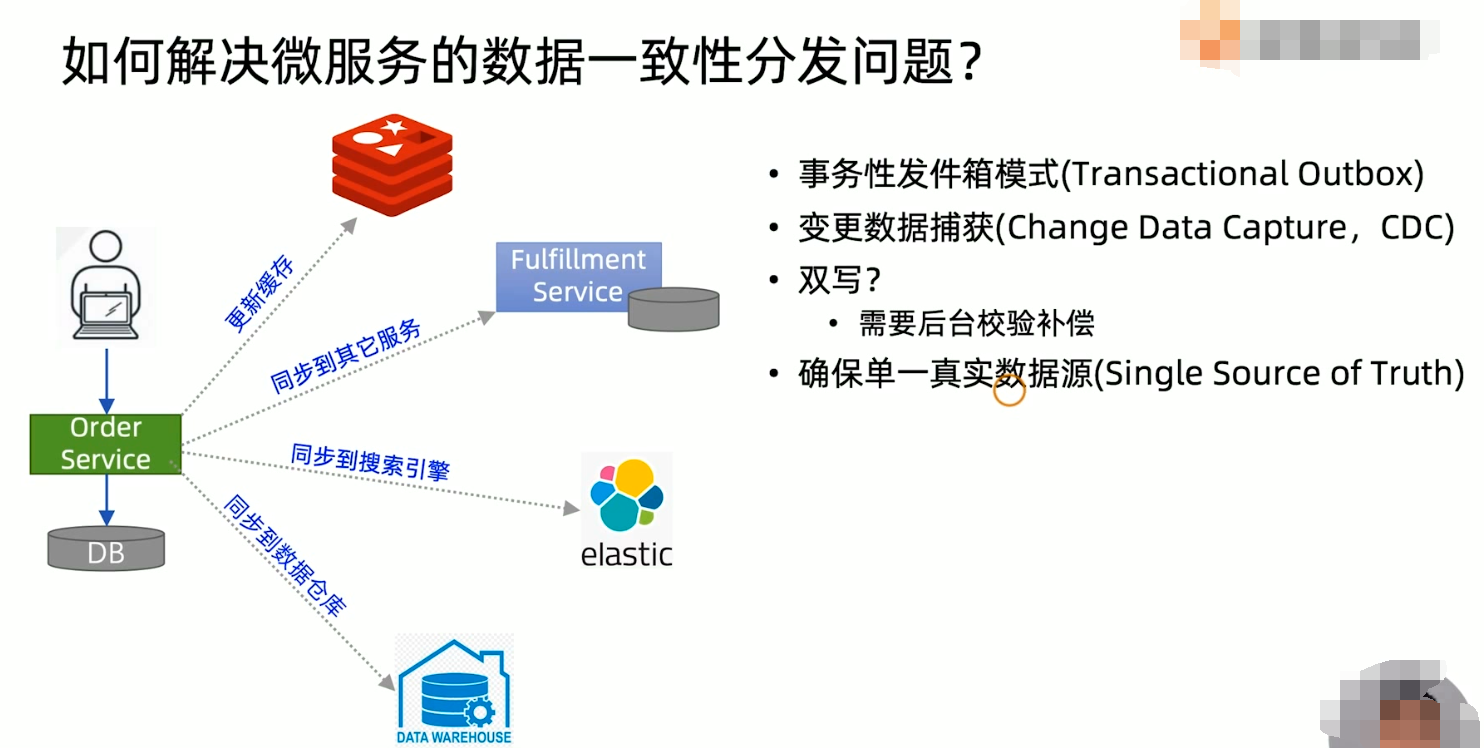 如何解决微服务的数据一致性分发问题？
更新缓存
Fulfillment
Service
同步到其它服务
Order
Service
同步到搜索引擎
elastic
DB
同步到数据仓库
DATA WAREHOUSE
• 事务性发件箱模式(Transactional Outbox)
• 变更数据捕获(Change Data Capture，CDC)
• 双写？
• 需要后台校验补偿
• 确保单一真实数据源(Single Source of Truth)